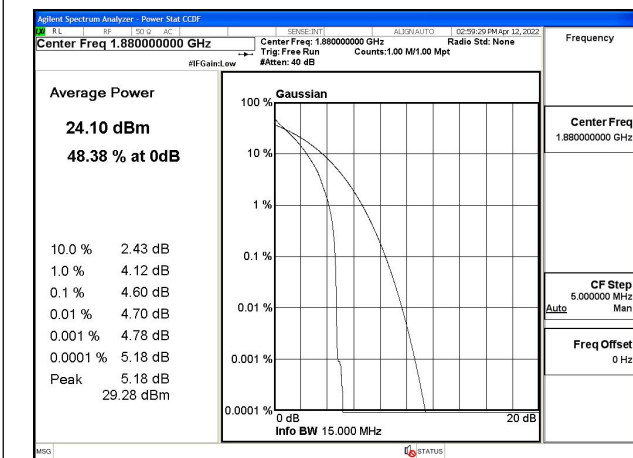 Agilent Spectrum Analyzer - Power Stat CCDF
RL RF 50 Ω AC SENSE:INT ALIGN AUTO 02:59:29 PM Apr 12, 2022
Center Freq 1.880000000 GHz
Center Freq: 1.880000000 GHz Radio Std: None
Trig: Free Run Counts:1.00 M/1.00 Mpt
#IFGain:Low #Atten: 40 dB
Frequency
Average Power
24.10 dBm
48.38 % at 0dB
10.0 % 2.43 dB
1.0 % 4.12 dB
0.1 % 4.60 dB
0.01 % 4.70 dB
0.001 % 4.78 dB
0.0001 % 5.18 dB
Peak 5.18 dB
29.28 dBm
Gaussian
100 %
10 %
1 %
0.1 %
0.01 %
0.001 %
0.0001 %
0 dB 20 dB
Info BW 15.000 MHz
Center Freq
1.880000000 GHz
CF Step
5.000000 MHz
Auto Man
Freq Offset
0 Hz
MSG STATUS